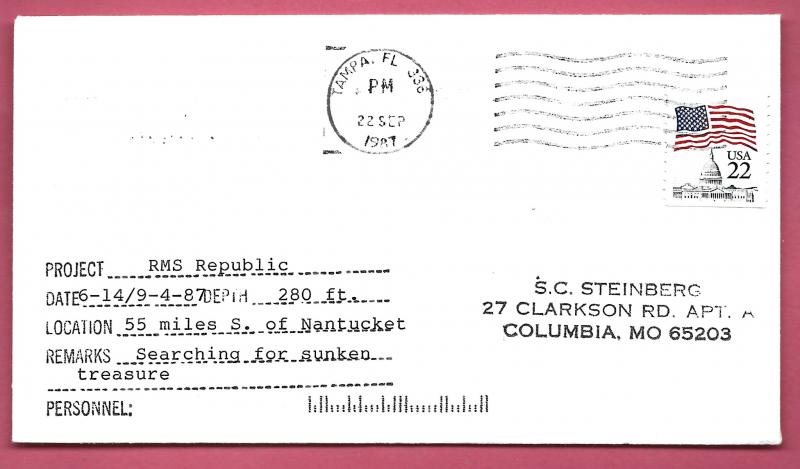 TAMPA, FL 336
PM
22 SEP
1987
USA
22
PROJECT RMS Republic
DATE 6-14/9-4-87 DEPTH 280 ft.
LOCATION 55 miles S. of Nantucket
REMARKS Searching for sunken
treasure
PERSONNEL:
S.C. STEINBERG
27 CLARKSON RD. APT. A
COLUMBIA, MO 65203